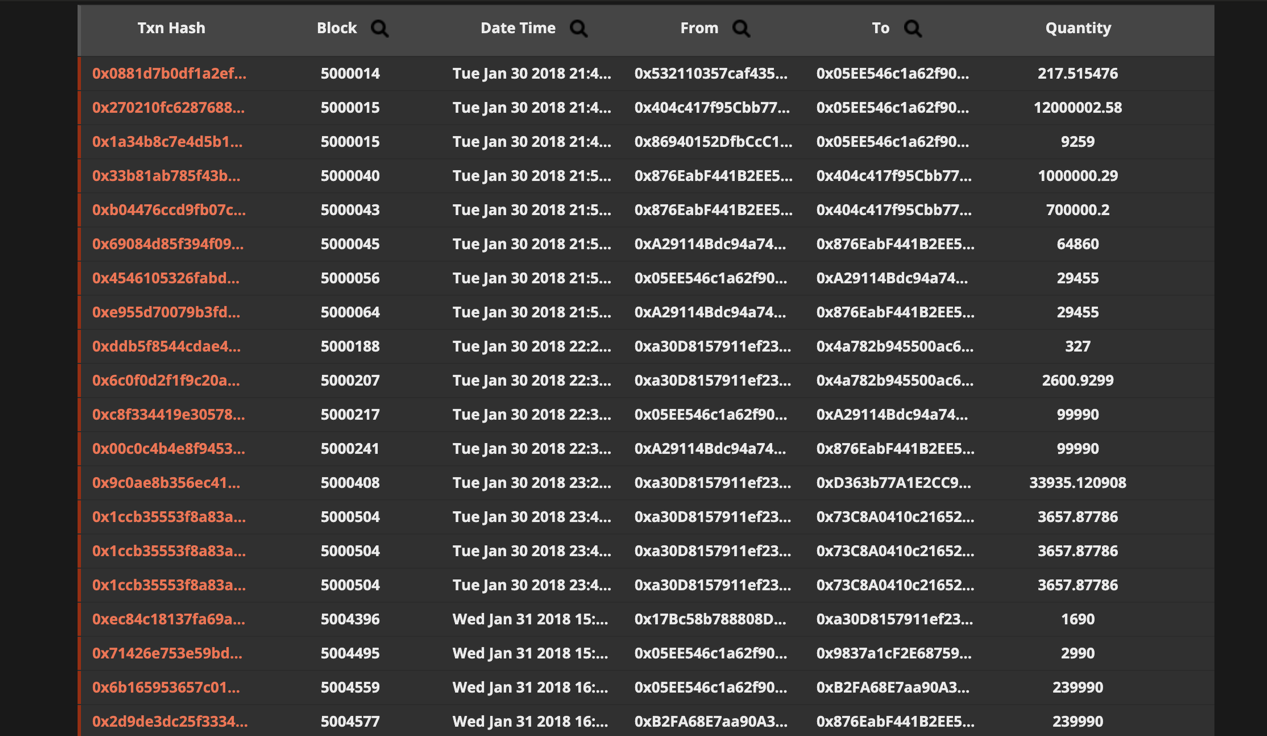 Txn Hash Block Date Time From To Quantity
0x0881d7b0df1a2ef... 5000014 Tue Jan 30 2018 21:4... 0x532110357caf435... 0x05EE546c1a62f90... 217.515476
0x270210fc6287688... 5000015 Tue Jan 30 2018 21:4... 0x404c417f95Cbb77... 0x05EE546c1a62f90... 12000002.58
0x1a34b8c7e4d5b1... 5000015 Tue Jan 30 2018 21:4... 0x86940152DfbCcC1... 0x05EE546c1a62f90... 9259
0x33b81ab785f43b... 5000040 Tue Jan 30 2018 21:5... 0x876EabF441B2EE5... 0x404c417f95Cbb77... 1000000.29
0xb04476ccd9fb07c... 5000043 Tue Jan 30 2018 21:5... 0x876EabF441B2EE5... 0x404c417f95Cbb77... 700000.2
0x69084d85f394f09... 5000045 Tue Jan 30 2018 21:5... 0xA29114Bdc94a74... 0x876EabF441B2EE5... 64860
0x4546105326fabd... 5000056 Tue Jan 30 2018 21:5... 0x05EE546c1a62f90... 0xA29114Bdc94a74... 29455
0xe955d70079b3fd... 5000064 Tue Jan 30 2018 21:5... 0xA29114Bdc94a74... 0x876EabF441B2EE5... 29455
0xddb5f8544cdae4... 5000188 Tue Jan 30 2018 22:2... 0xa30D8157911ef23... 0x4a782b945500ac6... 327
0x6c0f0d2f1f9c20a... 5000207 Tue Jan 30 2018 22:3... 0xa30D8157911ef23... 0x4a782b945500ac6... 2600.9299
0xc8f334419e30578... 5000217 Tue Jan 30 2018 22:3... 0x05EE546c1a62f90... 0xA29114Bdc94a74... 99990
0x00c0c4b4e8f9453... 5000241 Tue Jan 30 2018 22:3... 0xA29114Bdc94a74... 0x876EabF441B2EE5... 99990
0x9c0ae8b356ec41... 5000408 Tue Jan 30 2018 23:2... 0xa30D8157911ef23... 0xD363b77A1E2CC9... 33935.120908
0x1ccb35553f8a83a... 5000504 Tue Jan 30 2018 23:4... 0xa30D8157911ef23... 0x73C8A0410c21652... 3657.87786
0x1ccb35553f8a83a... 5000504 Tue Jan 30 2018 23:4... 0xa30D8157911ef23... 0x73C8A0410c21652... 3657.87786
0x1ccb35553f8a83a... 5000504 Tue Jan 30 2018 23:4... 0xa30D8157911ef23... 0x73C8A0410c21652... 3657.87786
0xec84c18137fa69a... 5004396 Wed Jan 31 2018 15:... 0x17Bc58b788808D... 0xa30D8157911ef23... 1690
0x71426e753e59bd... 5004495 Wed Jan 31 2018 15:... 0x05EE546c1a62f90... 0x9837a1cF2E68759... 2990
0x6b165953657c01... 5004559 Wed Jan 31 2018 16:... 0x05EE546c1a62f90... 0xB2FA68E7aa90A3... 239990
0x2d9de3dc25f3334... 5004577 Wed Jan 31 2018 16:... 0xB2FA68E7aa90A3... 0x876EabF441B2EE5... 239990